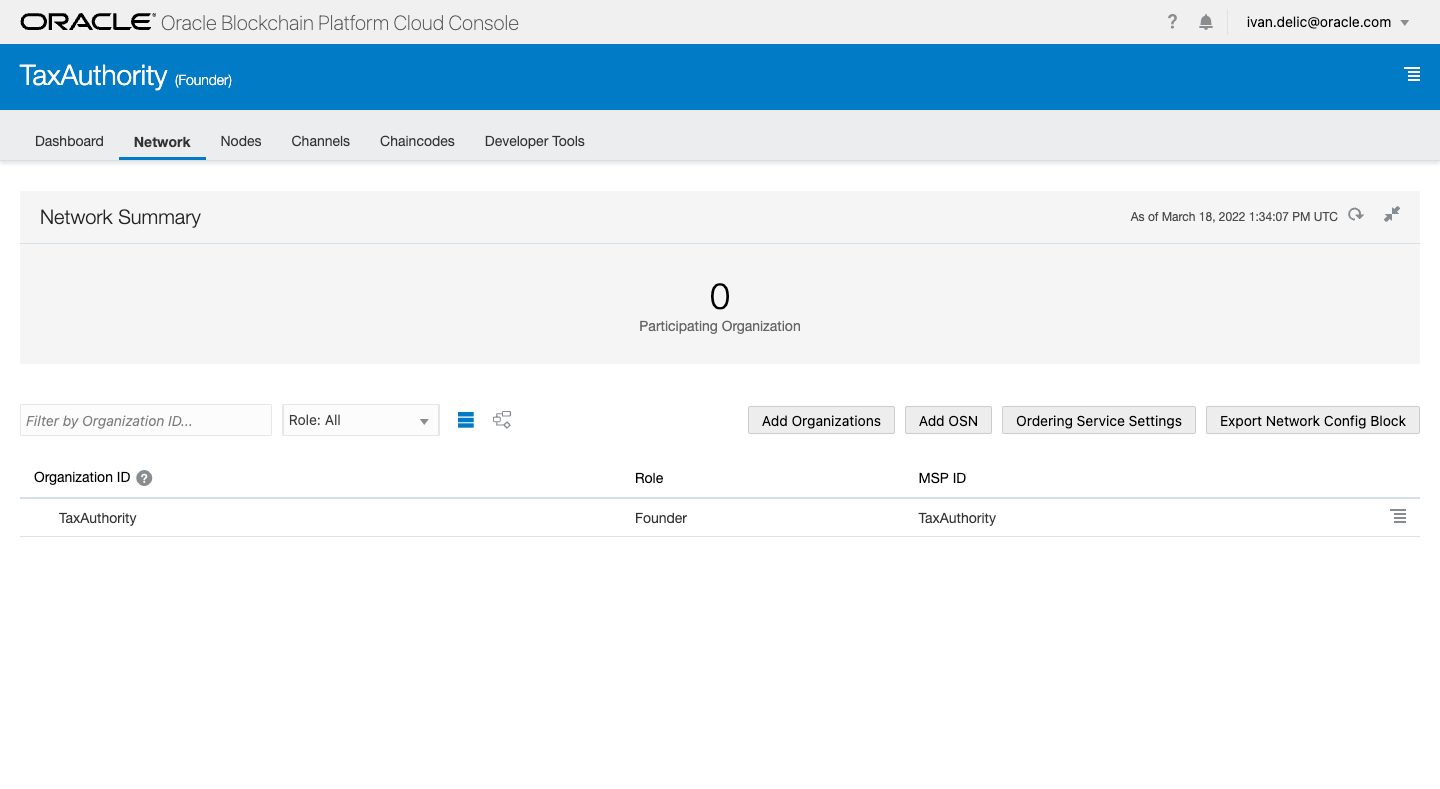 ORACLE® Oracle Blockchain Platform Cloud Console
? ivan.delic@oracle.com
TaxAuthority (Founder)
Dashboard Network Nodes Channels Chaincodes Developer Tools
Network Summary As of March 18, 2022 1:34:07 PM UTC
0
Participating Organization
Filter by Organization ID... Role: All Add Organizations Add OSN Ordering Service Settings Export Network Config Block
Organization ID ? Role MSP ID
TaxAuthority Founder TaxAuthority